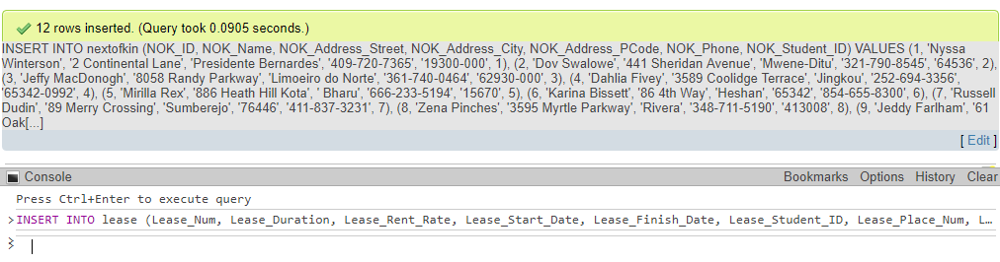 12 rows inserted. (Query took 0.0905 seconds.)
INSERT INTO nextofkin (NOK_ID, NOK_Name, NOK_Address_Street, NOK_Address_City, NOK_Address_PCode, NOK_Phone, NOK_Student_ID) VALUES (1, 'Nyssa
Winterson', '2 Continental Lane', 'Presidente Bernardes', '409-720-7365', '19300-000', 1), (2, 'Dov Swalowe', '441 Sheridan Avenue', 'Mwene-Ditu', '321-790-8545', '64536', 2),
(3, 'Jeffy MacDonogh', '8058 Randy Parkway', 'Limoeiro do Norte', '361-740-0464', '62930-000', 3), (4, 'Dahlia Fivey', '3589 Coolidge Terrace', 'Jingkou', '252-694-3356',
'65342-0992', 4), (5, 'Mirilla Rex', '886 Heath Hill Kota', ' Bharu', '666-233-5194', '15670', 5), (6, 'Karina Bissett', '86 4th Way', 'Heshan', '65342', '854-655-8300', 6), (7, 'Russell
Dudin', '89 Merry Crossing', 'Sumberejo', '76446', '411-837-3231', 7), (8, 'Zena Pinches', '3595 Myrtle Parkway', 'Rivera', '348-711-5190', '413008', 8), (9, 'Jeddy Farlham', '61
Oak[...]
[ Edit ]
Console Bookmarks Options History Clear
Press Ctrl+Enter to execute query
>INSERT INTO lease (Lease_Num, Lease_Duration, Lease_Rent_Rate, Lease_Start_Date, Lease_Finish_Date, Lease_Student_ID, Lease_Place_Num, L…
>